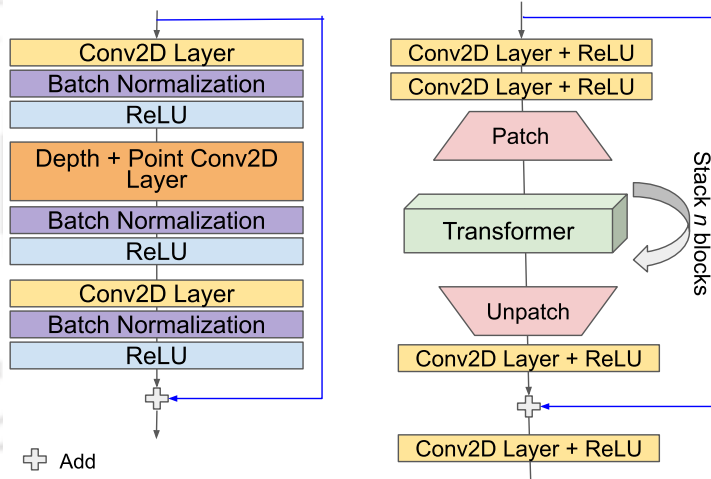 Conv2D Layer
Batch Normalization
ReLU
Depth + Point Conv2D
Layer
Batch Normalization
ReLU
Conv2D Layer
Batch Normalization
ReLU
Add
Conv2D Layer + ReLU
Conv2D Layer + ReLU
Patch
Transformer
Stack n blocks
Unpatch
Conv2D Layer + ReLU
Conv2D Layer + ReLU